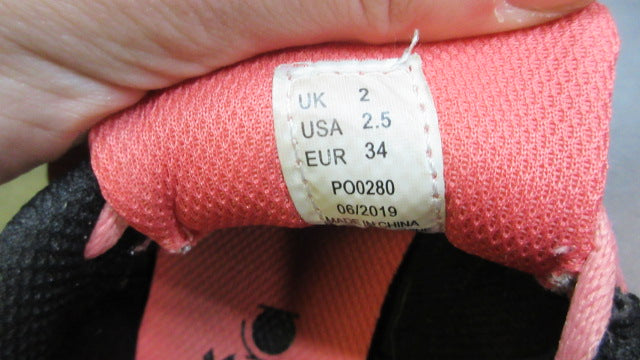 UK 2
USA 2.5
EUR 34
PO0280
06/2019
MADE IN CHINA